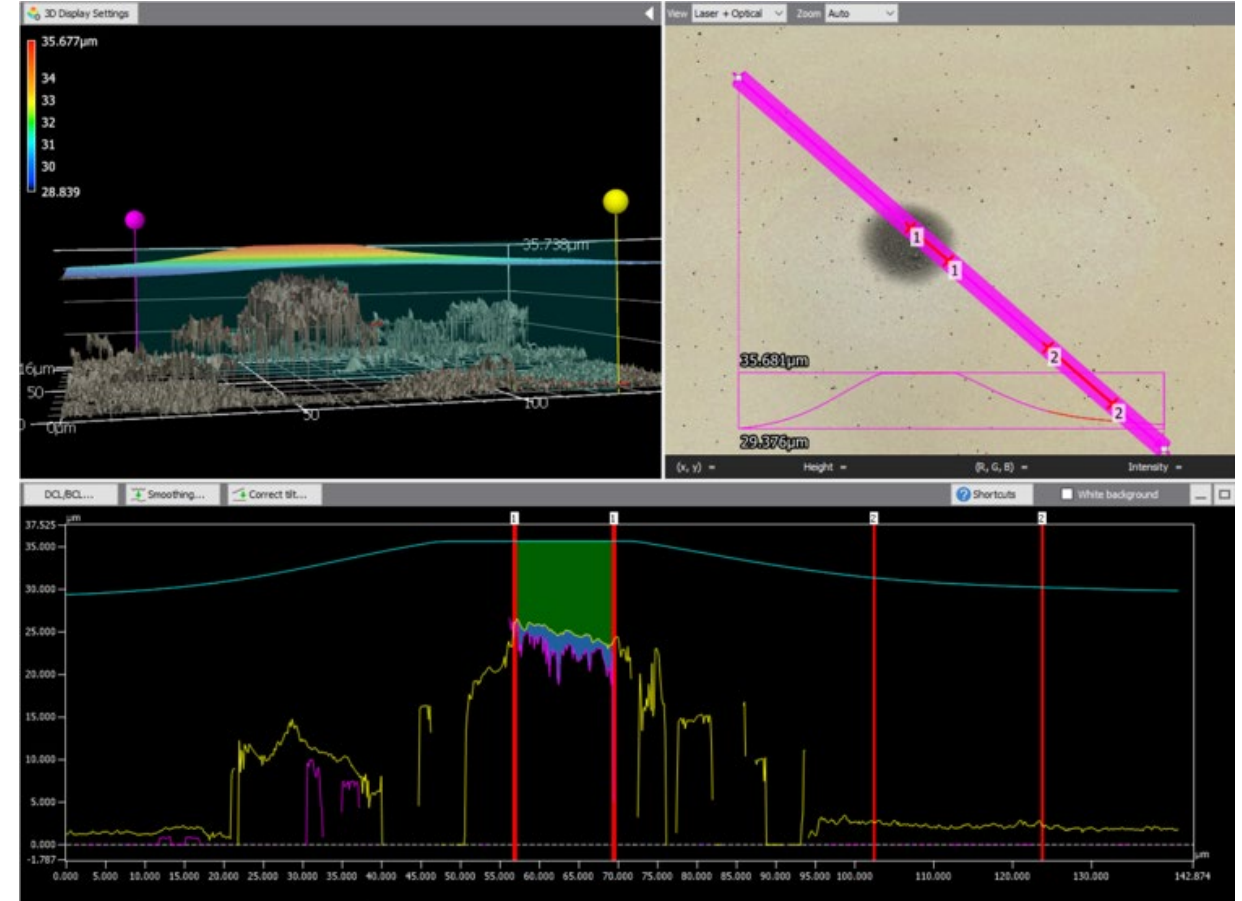 3D Display Settings
View Laser + Optical Zoom Auto
35.677μm
34
33
32
31
30
28.839
35.738μm
16μm
50
0μm
50
100
1
1
2
2
35.681μm
29.376μm
(x, y) = Height = (R, G, B) = Intensity =
DCL/BCL... Smoothing... Correct tilt... Shortcuts White background
1 1 2 2
μm
37.525
35.000
30.000
25.000
20.000
15.000
10.000
5.000
0.000
-1.787
μm
0.000 5.000 10.000 15.000 20.000 25.000 30.000 35.000 40.000 45.000 50.000 55.000 60.000 65.000 70.000 75.000 80.000 85.000 90.000 95.000 100.000 110.000 120.000 130.000 142.874